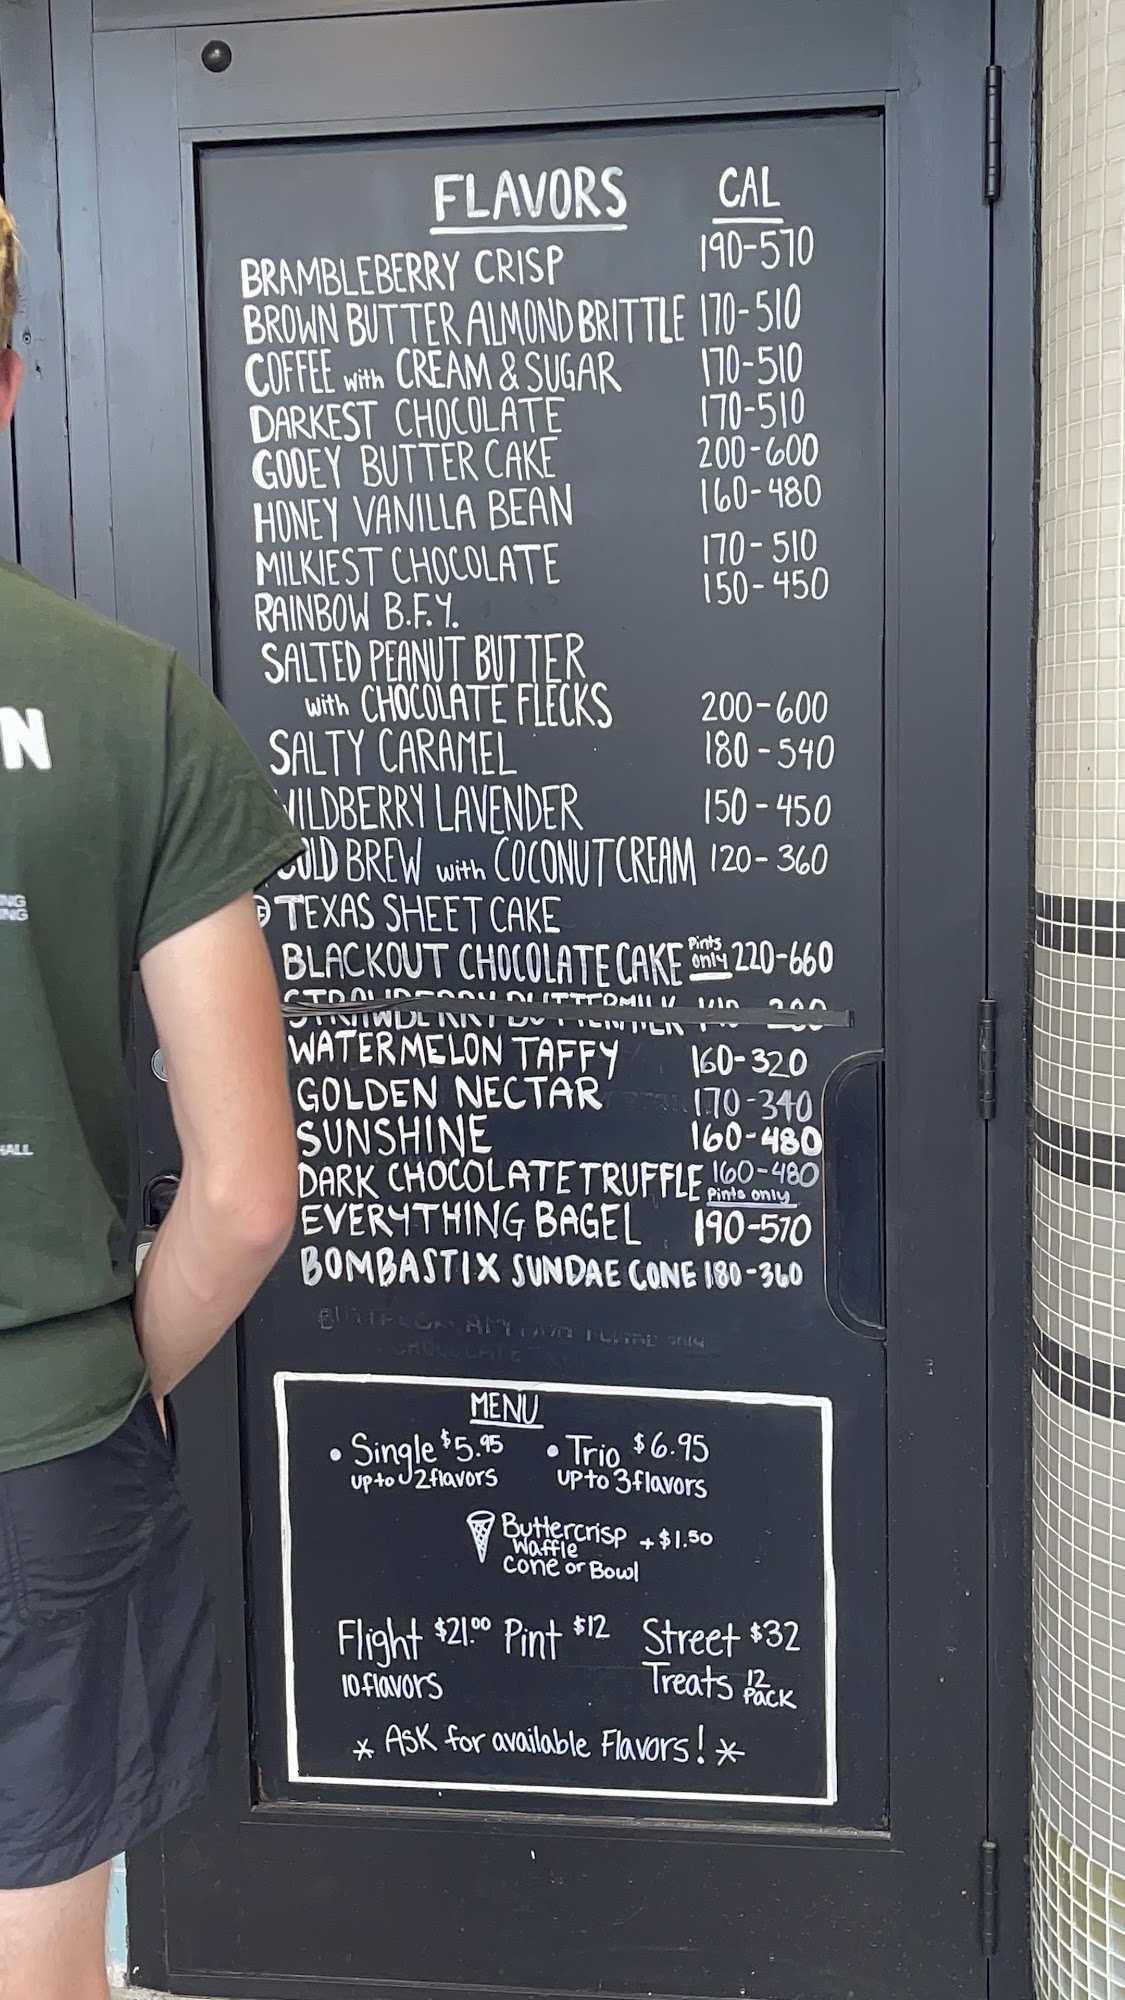 FLAVORS CAL
BRAMBLEBERRY CRISP 190-570
BROWN BUTTER ALMOND BRITTLE 170-510
COFFEE with CREAM & SUGAR 170-510
DARKEST CHOCOLATE 170-510
GOOEY BUTTER CAKE 200-600
HONEY VANILLA BEAN 160-480
MILKIEST CHOCOLATE 170-510
RAINBOW B.F.Y. 150-450
SALTED PEANUT BUTTER
with CHOCOLATE FLECKS 200-600
SALTY CARAMEL 180-540
ILDBERRY LAVENDER 150-450
OLD BREW with COCONUT CREAM 120-360
TEXAS SHEET CAKE
BLACKOUT CHOCOLATE CAKE Pints only 220-660
STRAWBERRY BUTTERMILK
WATERMELON TAFFY 160-320
GOLDEN NECTAR 170-340
SUNSHINE 160-480
DARK CHOCOLATE TRUFFLE 160-480
Pints only
EVERYTHING BAGEL 190-570
BOMBASTIX SUNDAE CONE 180-360
MENU
• Single $5.95 • Trio $6.95
up to 2 flavors up to 3 flavors
Buttercrisp + $1.50
Waffle
Cone or Bowl
Flight $21.00 Pint $12 Street $32
10 flavors Treats 12 PACK
* Ask for available Flavors! *
N
NG
NG
HALL